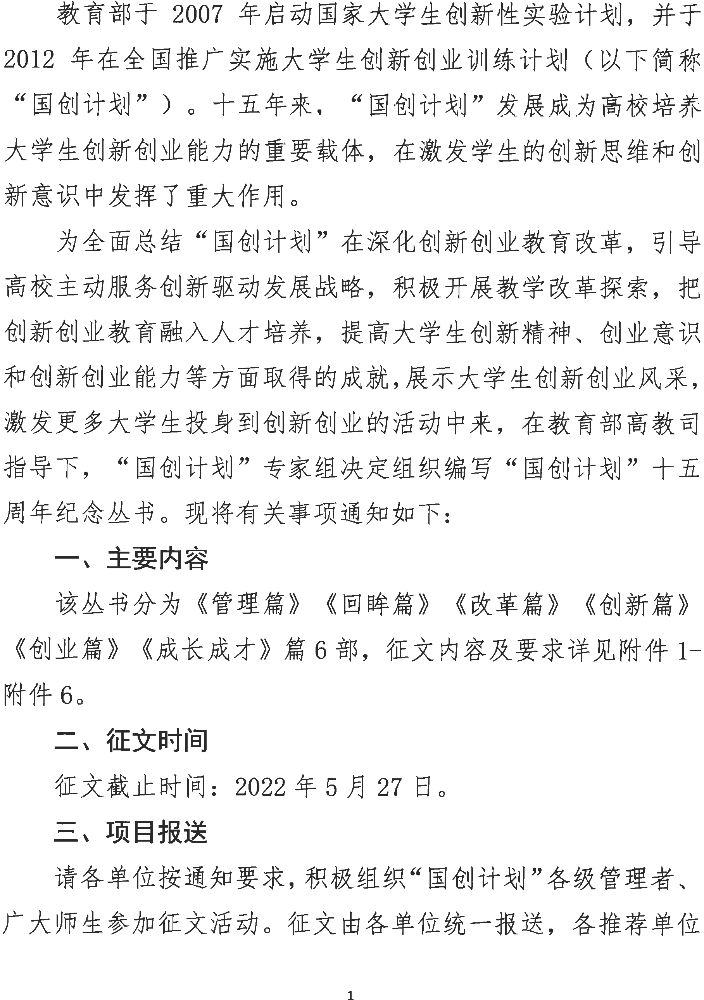 教育部于 2007 年启动国家大学生创新性实验计划，并于
2012 年在全国推广实施大学生创新创业训练计划（以下简称
“国创计划”）。十五年来，“国创计划”发展成为高校培养
大学生创新创业能力的重要载体，在激发学生的创新思维和创
新意识中发挥了重大作用。
为全面总结“国创计划”在深化创新创业教育改革，引导
高校主动服务创新驱动发展战略，积极开展教学改革探索，把
创新创业教育融入人才培养，提高大学生创新精神、创业意识
和创新创业能力等方面取得的成就，展示大学生创新创业风采，
激发更多大学生投身到创新创业的活动中来，在教育部高教司
指导下，“国创计划”专家组决定组织编写“国创计划”十五
周年纪念丛书。现将有关事项通知如下：
一、主要内容
该丛书分为《管理篇》《回眸篇》《改革篇》《创新篇》
《创业篇》《成长成才》篇 6 部，征文内容及要求详见附件 1-
附件 6。
二、征文时间
征文截止时间：2022 年 5 月 27 日。
三、项目报送
请各单位按通知要求，积极组织“国创计划”各级管理者、
广大师生参加征文活动。征文由各单位统一报送，各推荐单位
1